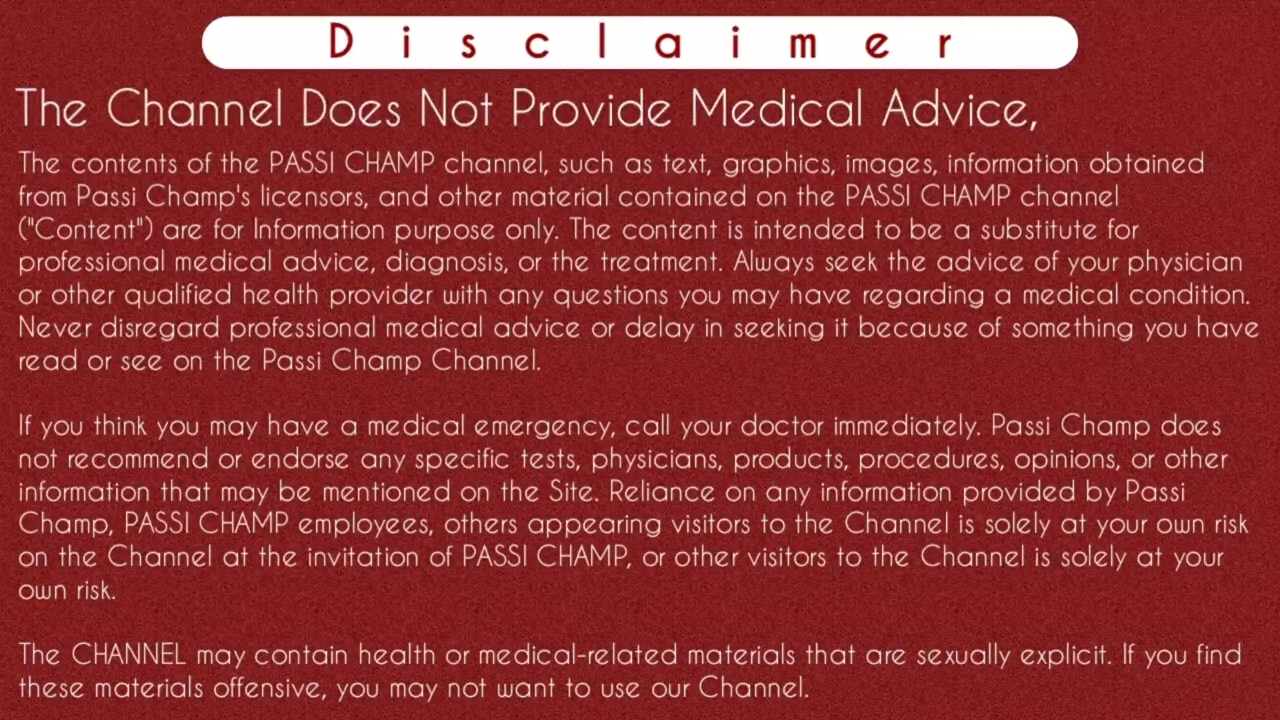 Disclaimer
The Channel Does Not Provide Medical Advice,
The contents of the PASSI CHAMP channel, such as text, graphics, images, information obtained
from Passi Champ's licensors, and other material contained on the PASSI CHAMP channel
("Content") are for Information purpose only. The content is intended to be a substitute for
professional medical advice, diagnosis, or the treatment. Always seek the advice of your physician
or other qualified health provider with any questions you may have regarding a medical condition.
Never disregard professional medical advice or delay in seeking it because of something you have
read or see on the Passi Champ Channel.
If you think you may have a medical emergency, call your doctor immediately. Passi Champ does
not recommend or endorse any specific tests, physicians, products, procedures, opinions, or other
information that may be mentioned on the Site. Reliance on any information provided by Passi
Champ, PASSI CHAMP employees, others appearing visitors to the Channel is solely at your own risk
on the Channel at the invitation of PASSI CHAMP, or other visitors to the Channel is solely at your
own risk.
The CHANNEL may contain health or medical-related materials that are sexually explicit. If you find
these materials offensive, you may not want to use our Channel.